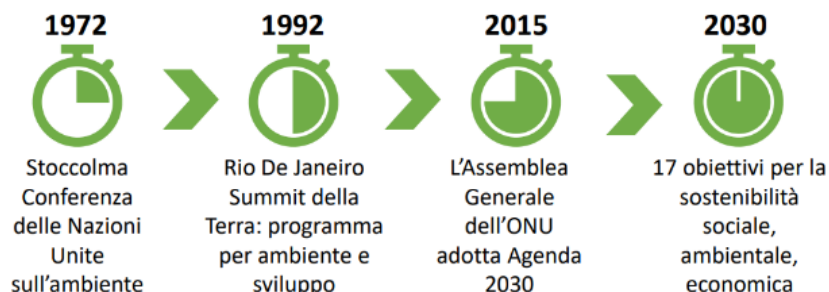 1972
Stoccolma
Conferenza
delle Nazioni
Unite
sull'ambiente
1992
Rio De Janeiro
Summit della
Terra: programma
per ambiente e
sviluppo
2015
L'Assemblea
Generale
dell'ONU
adotta Agenda
2030
2030
17 obiettivi per la
sostenibilità
sociale,
ambientale,
economica